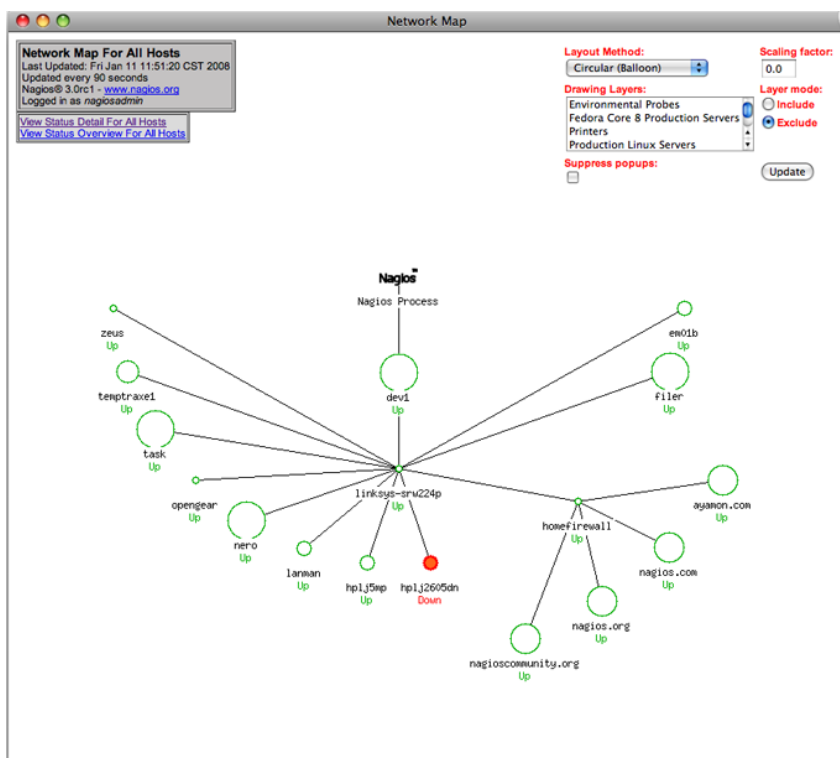 Network Map
Network Map For All Hosts
Last Updated: Fri Jan 11 11:51:20 CST 2008
Updated every 90 seconds
Nagios® 3.0rc1 - www.nagios.org
Logged in as nagiosadmin
View Status Detail For All Hosts
View Status Overview For All Hosts
Layout Method:
Circular (Balloon)
Scaling factor:
0.0
Drawing Layers:
Environmental Probes
Fedora Core 8 Production Servers
Printers
Production Linux Servers
Layer mode:
Include
Exclude
Suppress popups:
Update
Nagios™
Nagios Process
zeus
Up
em01b
Up
temptraxe1
Up
dev1
Up
filer
Up
task
Up
opengear
Up
linksys-srw224p
Up
ayamon.com
Up
nero
Up
homefirewall
Up
lanman
Up
hplj5mp
Up
hplj2605dn
Down
nagios.com
Up
nagios.org
Up
nagioscommunity.org
Up